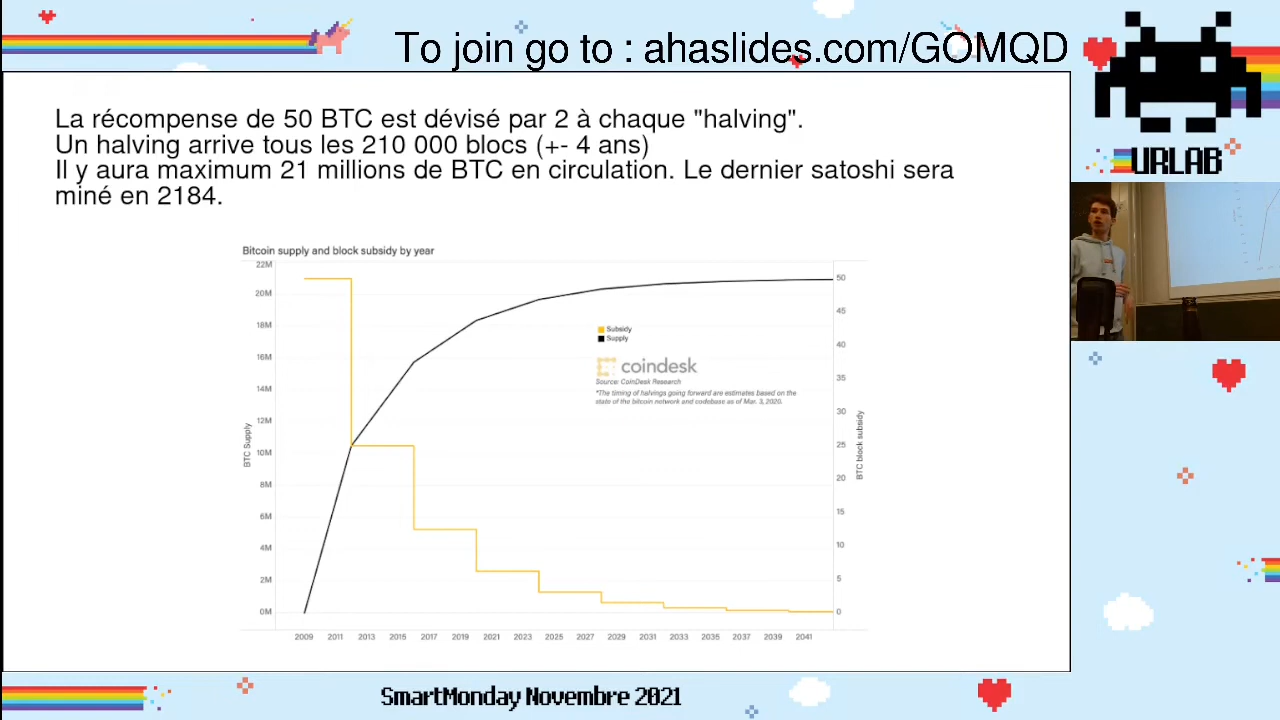 To join go to : ahaslides.com/GOMQD
URLAB
La récompense de 50 BTC est dévisé par 2 à chaque "halving".
Un halving arrive tous les 210 000 blocs (+- 4 ans)
Il y aura maximum 21 millions de BTC en circulation. Le dernier satoshi sera
miné en 2184.
Bitcoin supply and block subsidy by year
22M
20M
18M
16M
14M
12M
10M
8M
6M
4M
2M
0M
BTC Supply
Subsidy
Supply
coindesk
Source: CoinDesk Research
*The timing of halvings going forward are estimates based on the
state of the bitcoin network and codebase as of Mar. 3, 2020.
50
45
40
35
30
25
20
15
10
5
0
BTC block subsidy
2009 2011 2013 2015 2017 2019 2021 2023 2025 2027 2029 2031 2033 2035 2037 2039 2041
SmartMonday Novembre 2021